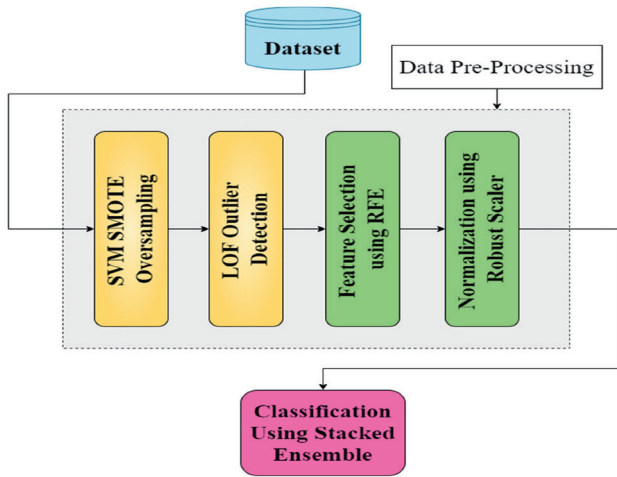 Dataset
Data Pre-Processing
SVM SMOTE
Oversampling
LOF Outlier
Detection
Feature Selection
using RFE
Normalization using
Robust Scaler
Classification
Using Stacked
Ensemble